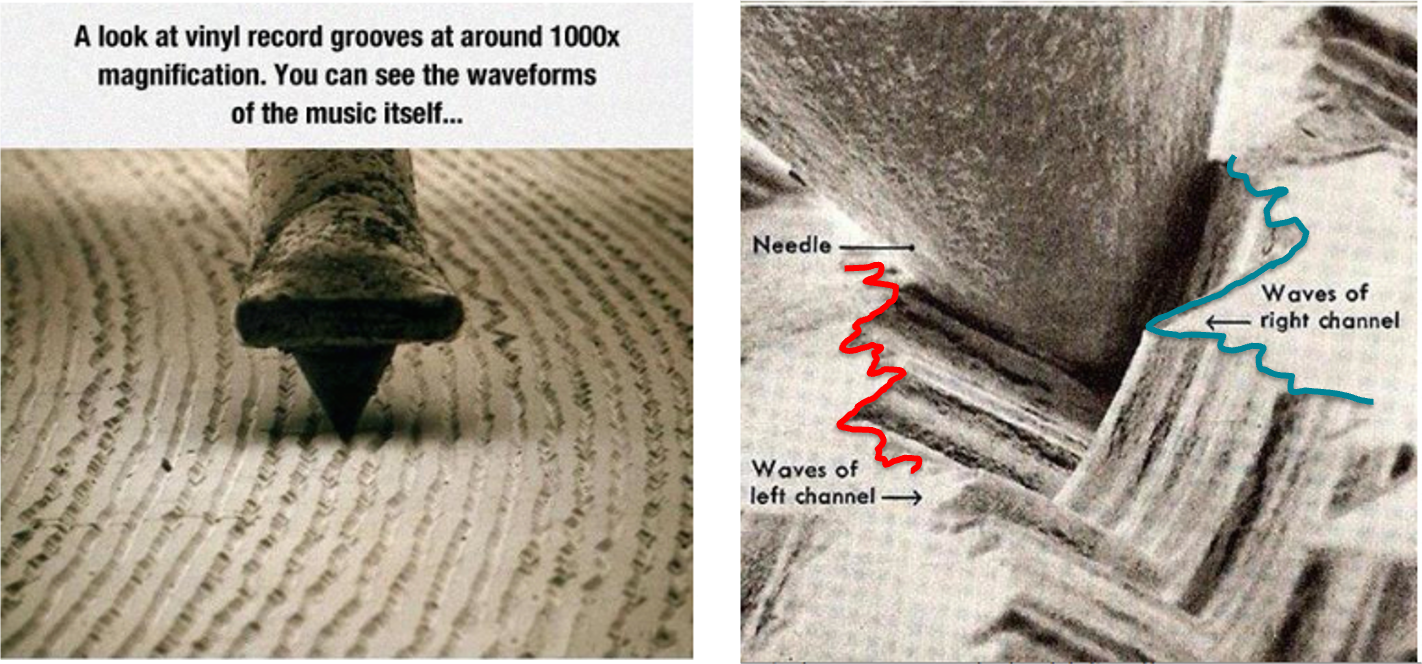 A look at vinyl record grooves at around 1000x
magnification. You can see the waveforms
of the music itself...
Needle
Waves of
right channel
Waves of
left channel